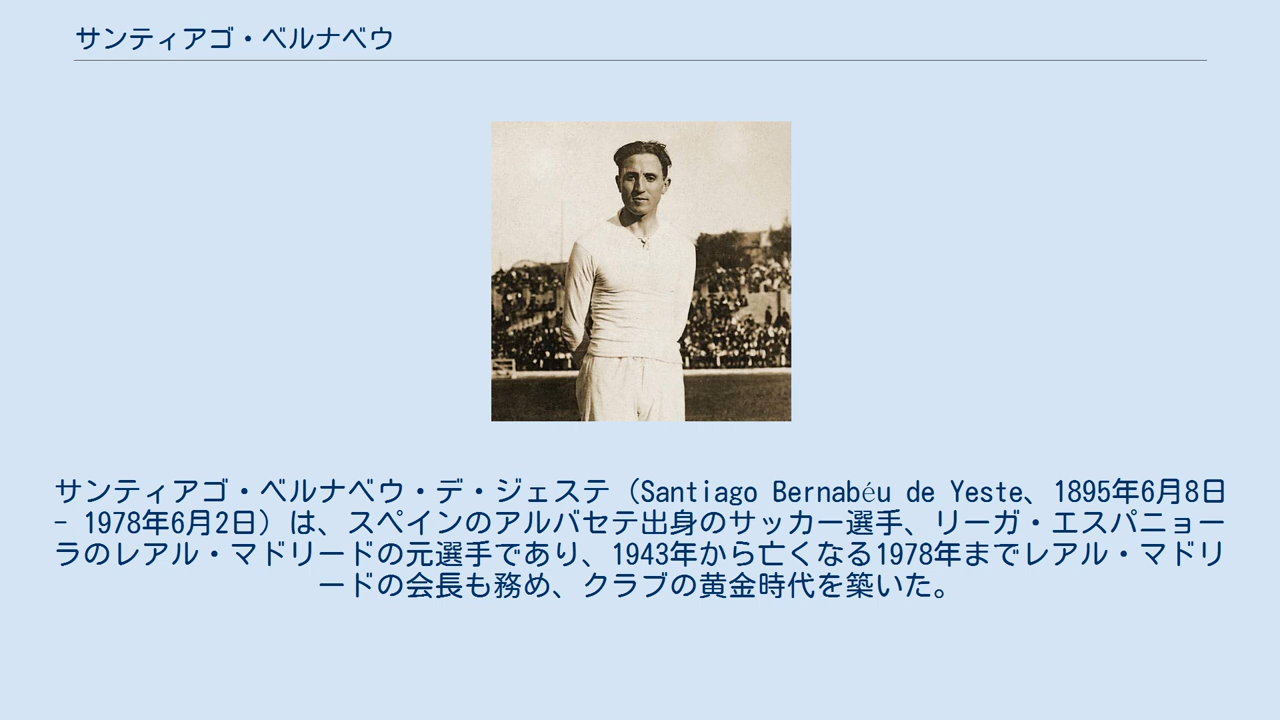 サンティアゴ・ベルナベウ
サンティアゴ・ベルナベウ・デ・ジェステ（Santiago Bernabéu de Yeste、1895年6月8日
- 1978年6月2日）は、スペインのアルバセテ出身のサッカー選手、リーガ・エスパニョー
ラのレアル・マドリードの元選手であり、1943年から亡くなる1978年までレアル・マドリ
ードの会長も務め、クラブの黄金時代を築いた。